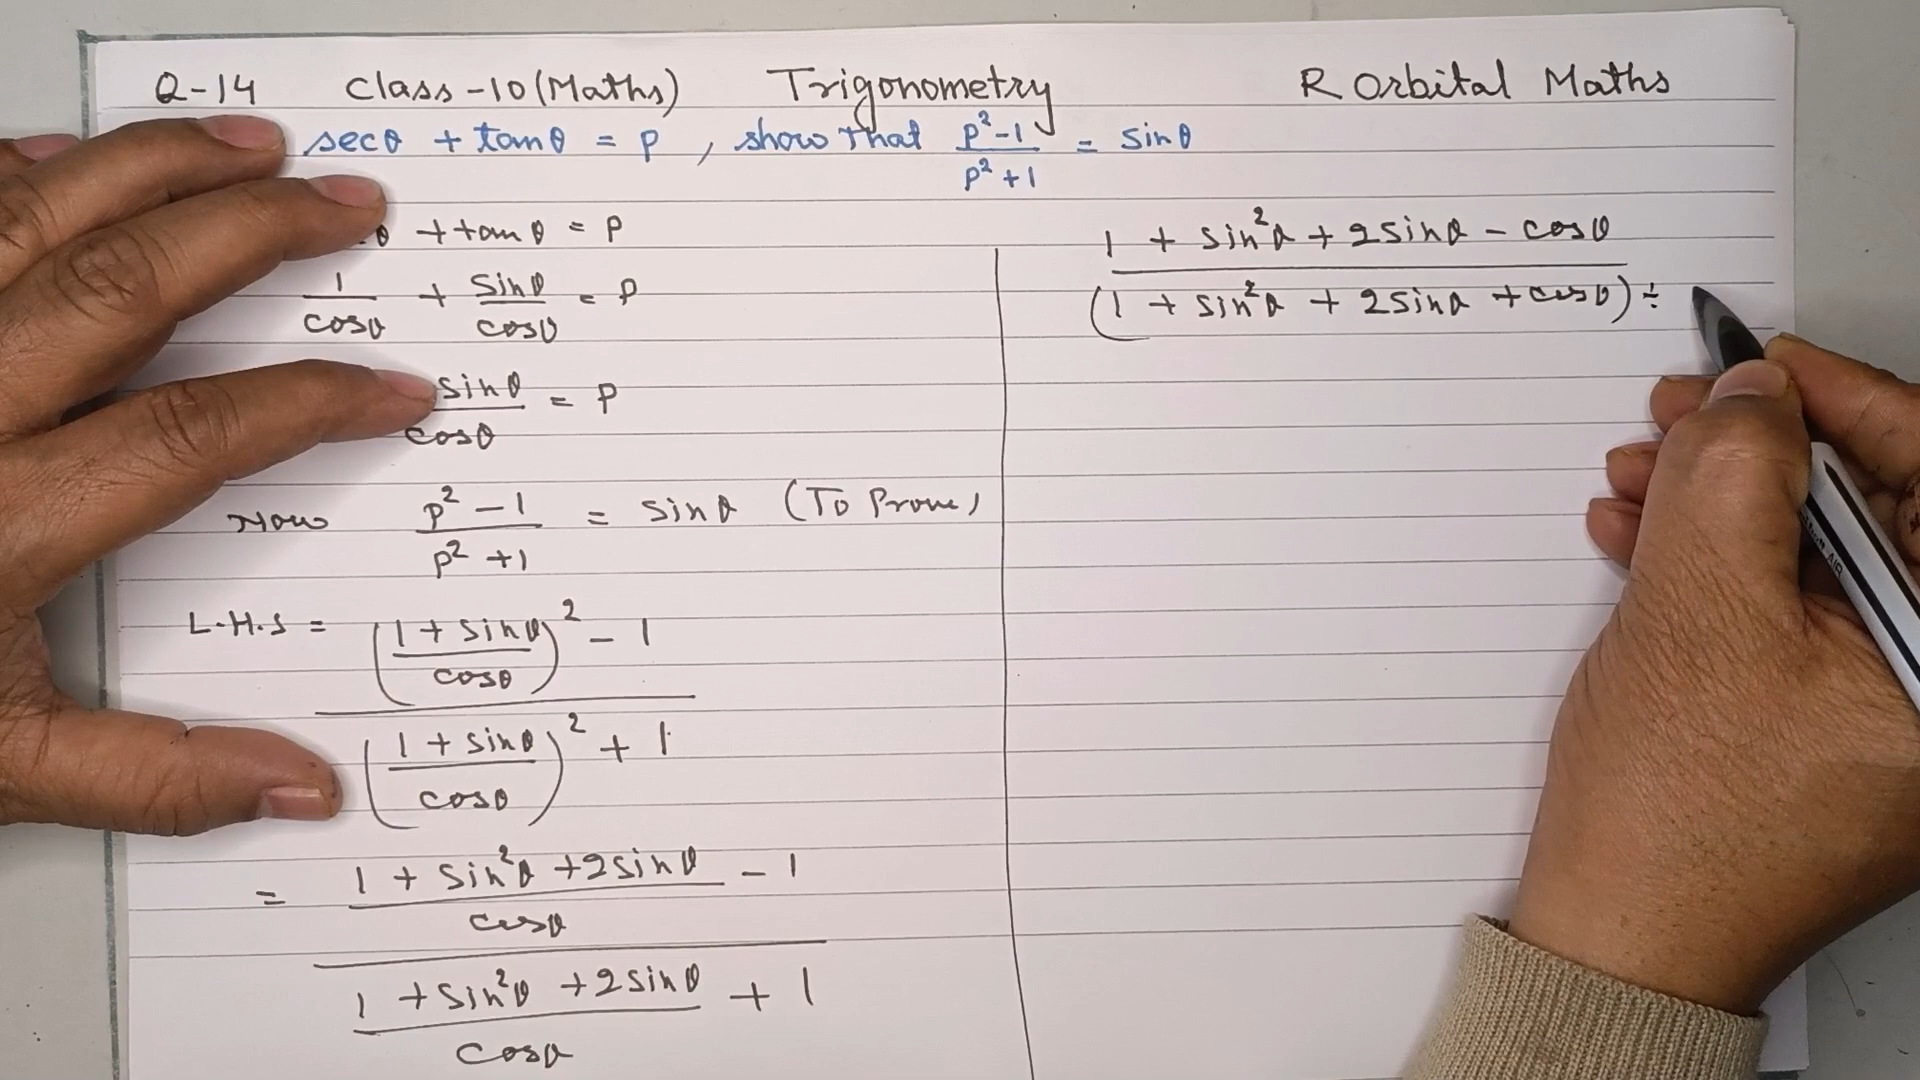 Q-14 Class-10 (Maths) Trigonometry R Orbital Maths
secθ + tanθ = p , show that (p²-1)/(p²+1) = sinθ
θ + tanθ = p
1/cosθ + sinθ/cosθ = p
sinθ/cosθ = p
Now (p²-1)/(p²+1) = sinθ (To Prove)
L.H.S = (((1+sinθ)/cosθ)² - 1)/(((1+sinθ)/cosθ)² + 1)
= ((1 + sin²θ + 2sinθ)/cosθ - 1)/((1 + sin²θ + 2sinθ)/cosθ + 1)
1 + sin²θ + 2sinθ - cosθ
(1 + sin²θ + 2sinθ + cosθ) ÷